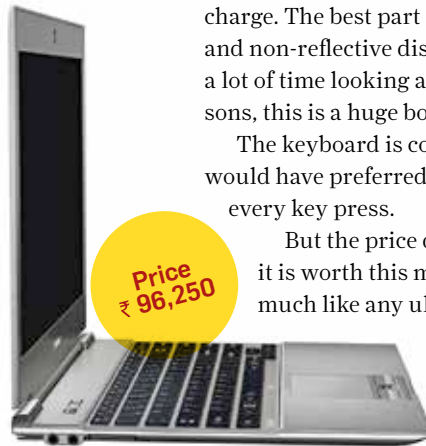 charge. The best part
and non-reflective dis
a lot of time looking a
sons, this is a huge bo
The keyboard is co
would have preferred
every key press.
But the price o
it is worth this m
much like any ul
Price
₹ 96,250